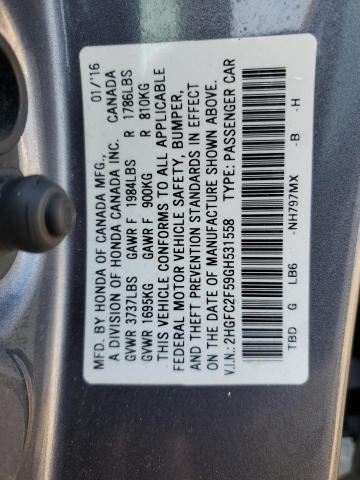 MFD. BY HONDA OF CANADA MFG., 01/'16
A DIVISION OF HONDA CANADA INC. CANADA
GVWR 3737LBS GAWR F 1984LBS R 1786LBS
GVWR 1695KG GAWR F 900KG R 810KG
THIS VEHICLE CONFORMS TO ALL APPLICABLE
FEDERAL MOTOR VEHICLE SAFETY, BUMPER,
AND THEFT PREVENTION STANDARDS IN EFFECT
ON THE DATE OF MANUFACTURE SHOWN ABOVE.
V.I.N.: 2HGFC2F59GH531558 TYPE: PASSENGER CAR
TBD G LB6 -NH797MX -B -H